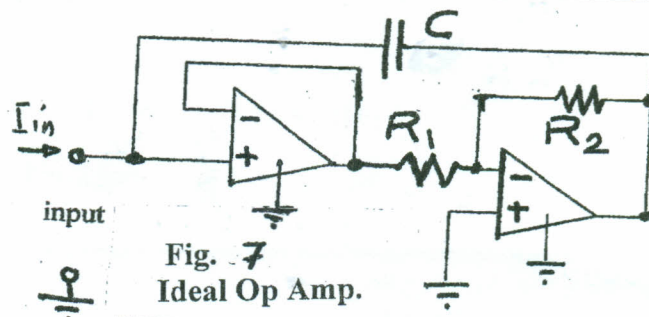 C
Iin
R1
R2
-
+
-
+
input
Fig. 7
Ideal Op Amp.